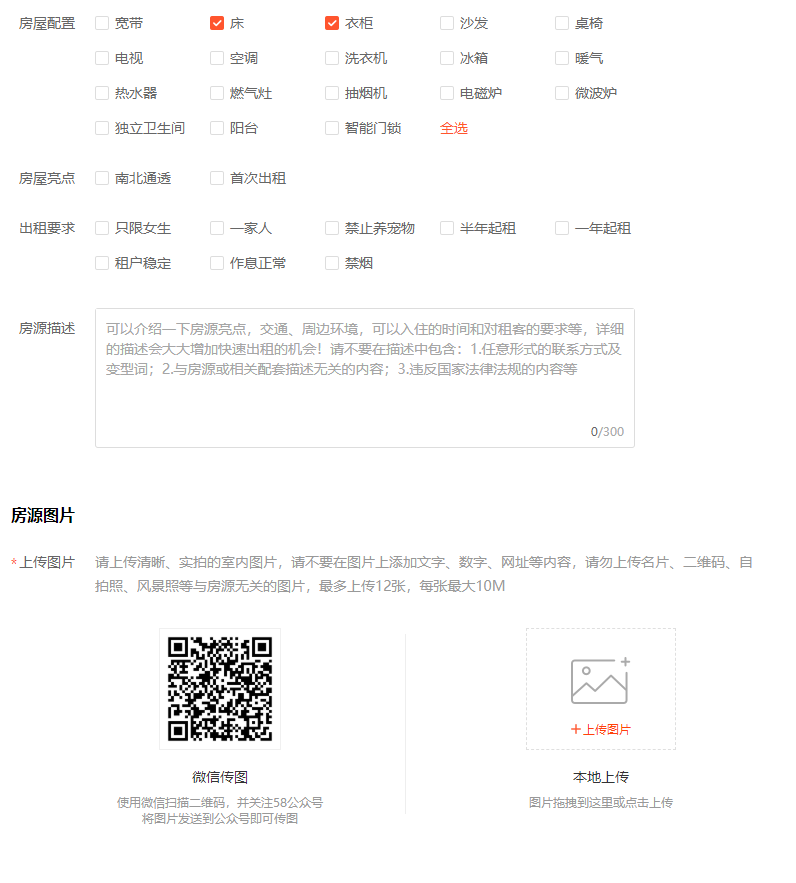 房屋配置 宽带 床 衣柜 沙发 桌椅
电视 空调 洗衣机 冰箱 暖气
热水器 燃气灶 抽烟机 电磁炉 微波炉
独立卫生间 阳台 智能门锁 全选
房屋亮点 南北通透 首次出租
出租要求 只限女生 一家人 禁止养宠物 半年起租 一年起租
租户稳定 作息正常 禁烟
房源描述 可以介绍一下房源亮点，交通、周边环境，可以入住的时间和对租客的要求等，详细
的描述会大大增加快速出租的机会！请不要在描述中包含：1.任意形式的联系方式及
变型词；2.与房源或相关配套描述无关的内容；3.违反国家法律法规的内容等
0/300
房源图片
*上传图片 请上传清晰、实拍的室内图片，请不要在图片上添加文字、数字、网址等内容，请勿上传名片、二维码、自
拍照、风景照等与房源无关的图片，最多上传12张，每张最大10M
+上传图片
微信传图 本地上传
使用微信扫描二维码，并关注58公众号 图片拖拽到这里或点击上传
将图片发送到公众号即可传图